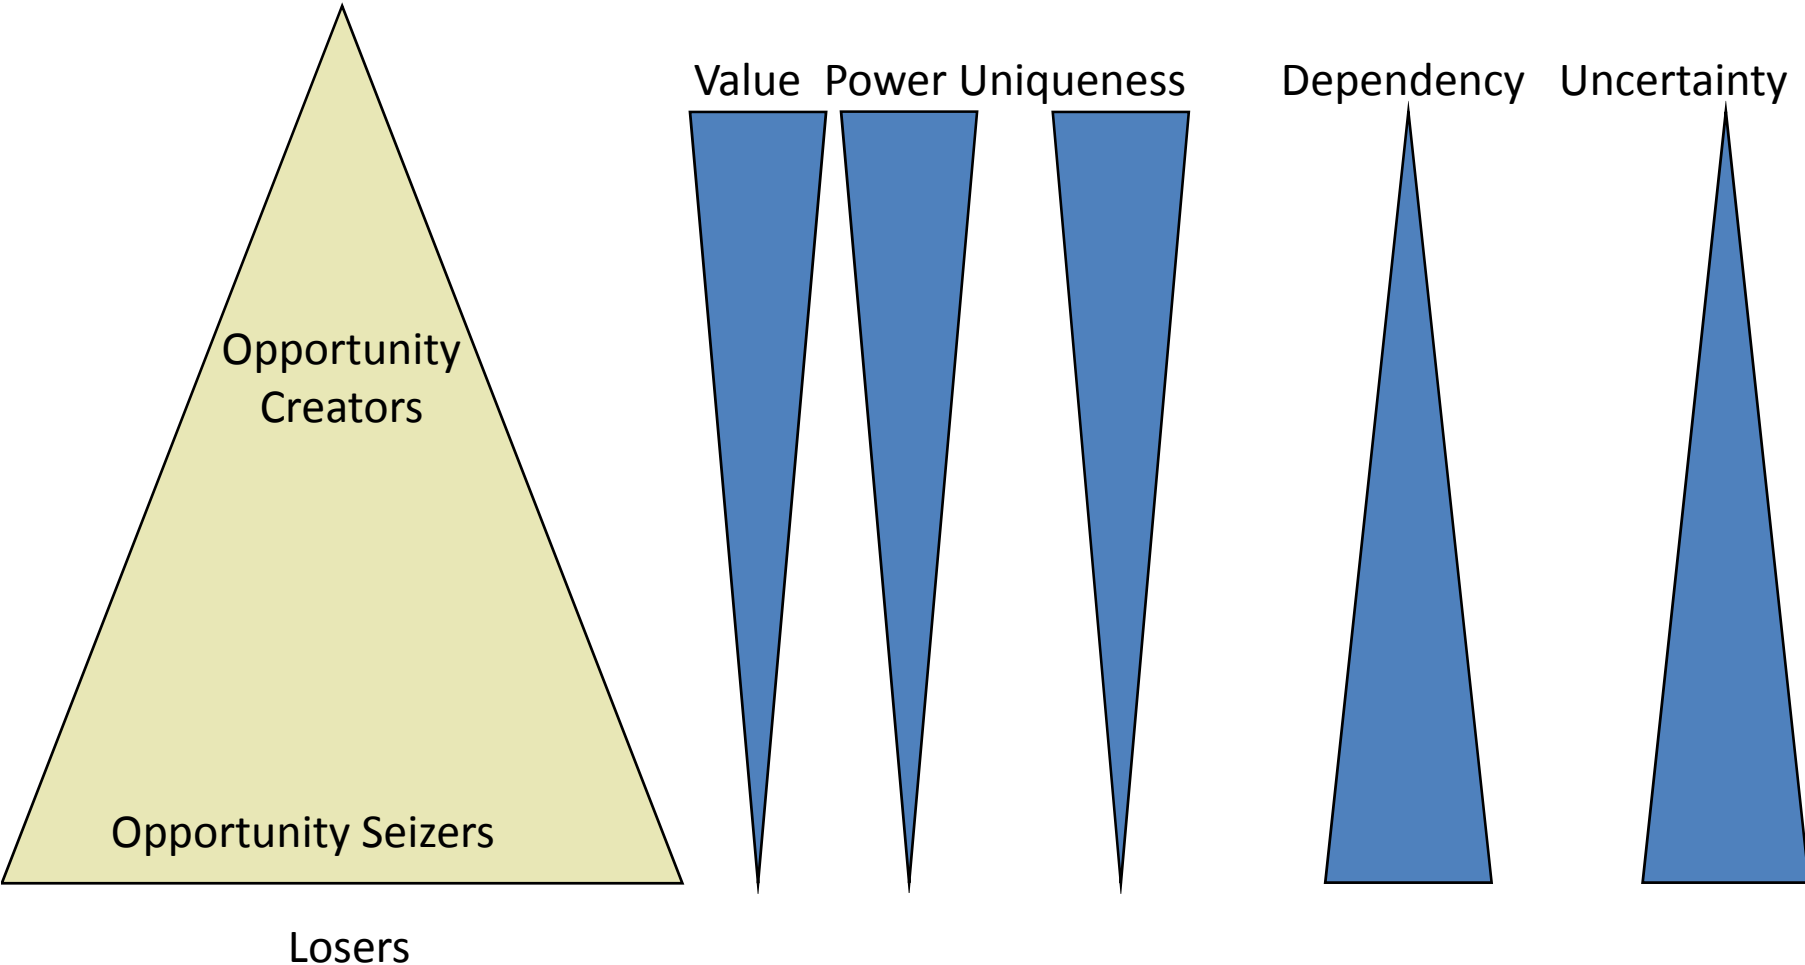 Value Power Uniqueness Dependency Uncertainty
Opportunity
Creators
Opportunity Seizers
Losers